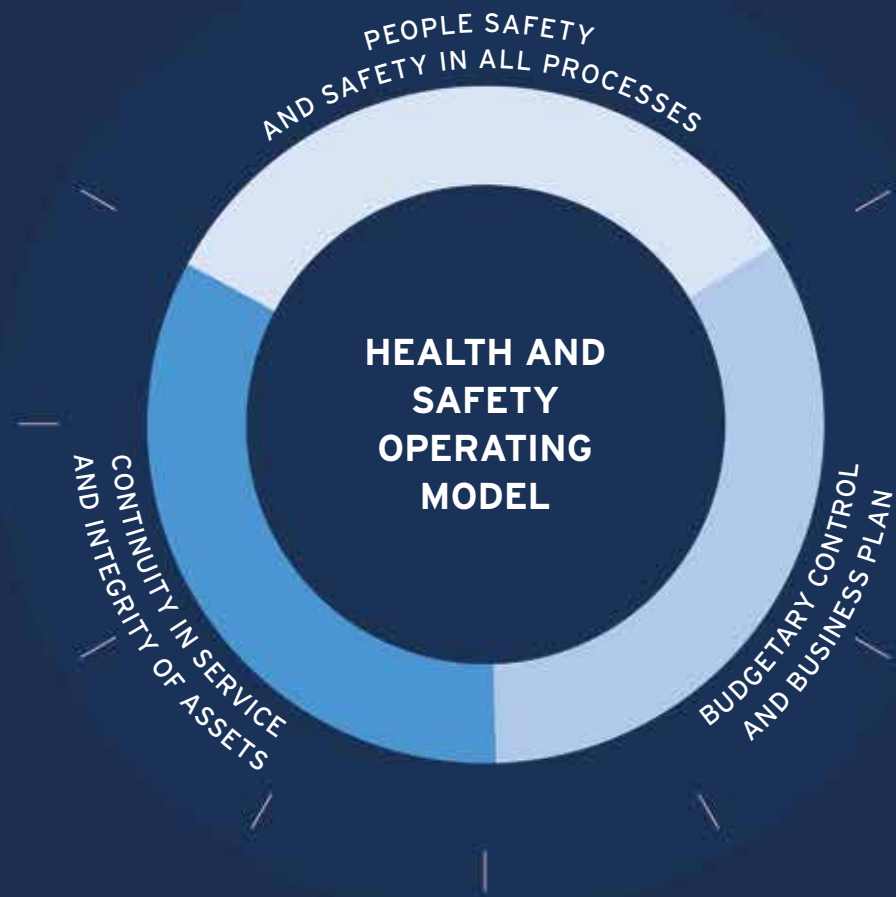 PEOPLE SAFETY
AND SAFETY IN ALL PROCESSES
HEALTH AND
SAFETY
OPERATING
MODEL
CONTINUITY IN SERVICE
AND INTEGRITY OF ASSETS
BUDGETARY CONTROL
AND BUSINESS PLAN